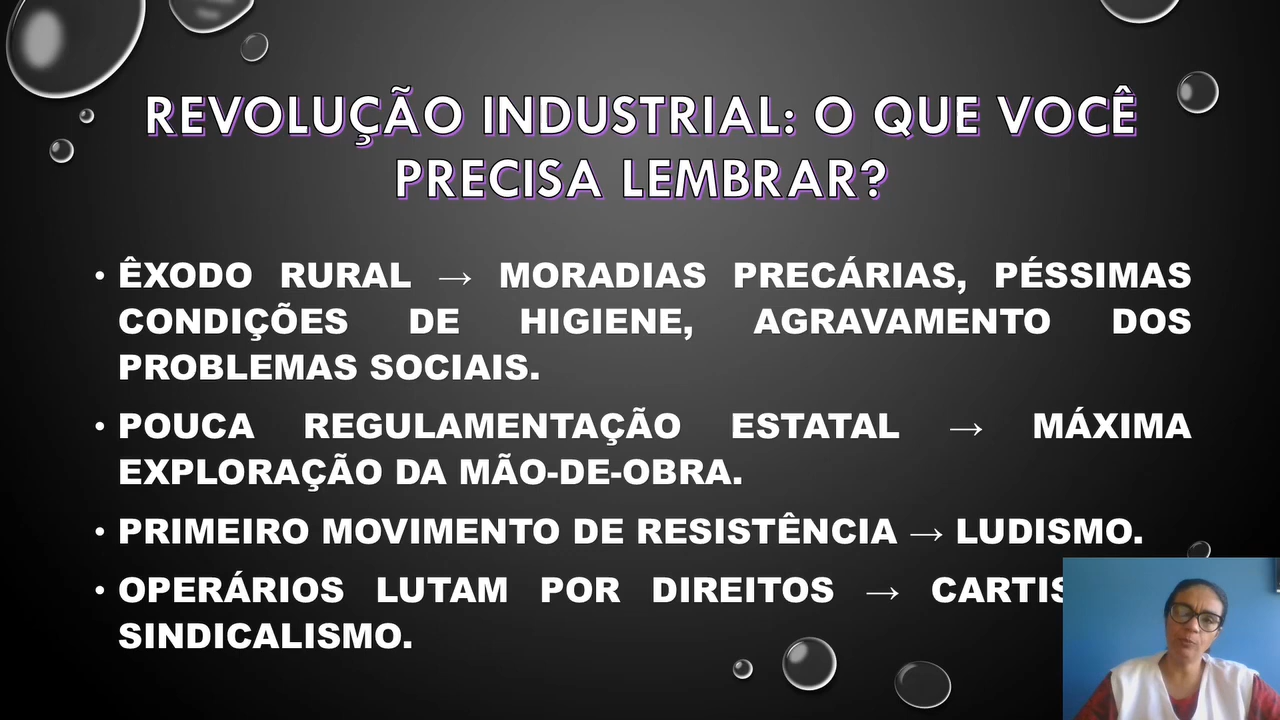 REVOLUÇÃO INDUSTRIAL: O QUE VOCÊ
PRECISA LEMBRAR?
• ÊXODO RURAL → MORADIAS PRECÁRIAS, PÉSSIMAS
CONDIÇÕES DE HIGIENE, AGRAVAMENTO DOS
PROBLEMAS SOCIAIS.
• POUCA REGULAMENTAÇÃO ESTATAL → MÁXIMA
EXPLORAÇÃO DA MÃO-DE-OBRA.
• PRIMEIRO MOVIMENTO DE RESISTÊNCIA → LUDISMO.
• OPERÁRIOS LUTAM POR DIREITOS →
SINDICALISMO.